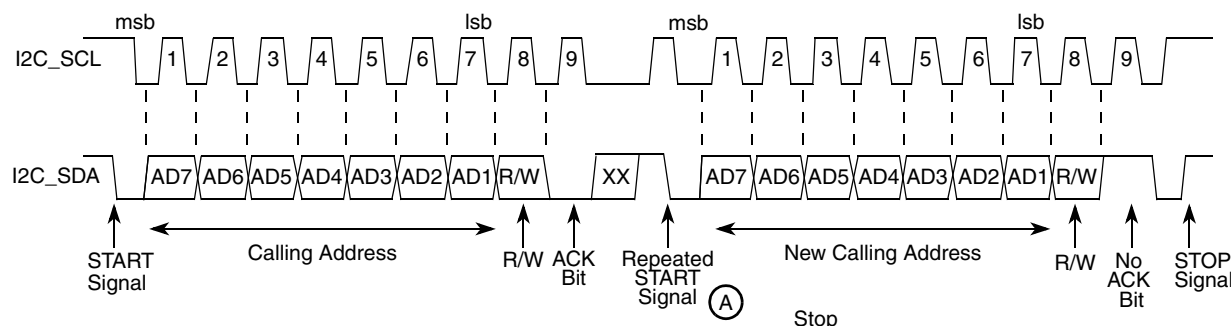 msb lsb msb lsb
I2C_SCL 1 2 3 4 5 6 7 8 9 1 2 3 4 5 6 7 8 9
I2C_SDA AD7 AD6 AD5 AD4 AD3 AD2 AD1 R/W XX AD7 AD6 AD5 AD4 AD3 AD2 AD1 R/W
START
Signal
Calling Address
R/W
ACK
Bit
Repeated
START
Signal
A
New Calling Address
R/W
No
ACK
Bit
STOP
Signal
Stop